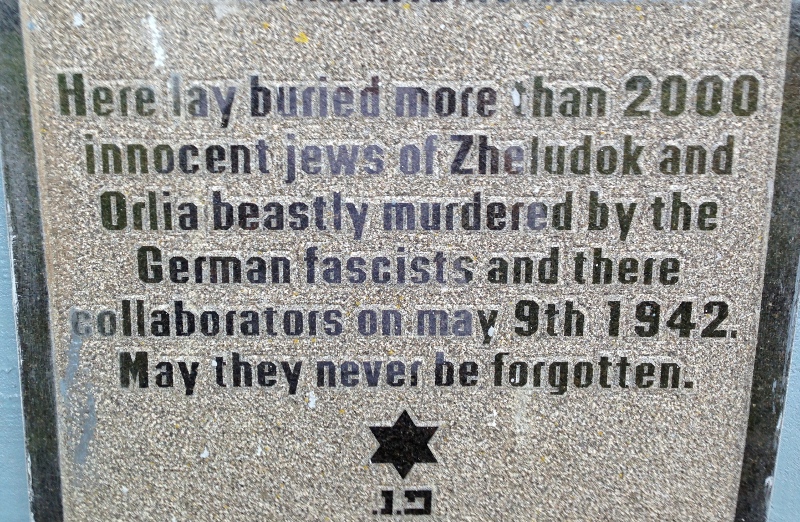 Here lay buried more than 2000
innocent jews of Zheludok and
Orlia beastly murdered by the
German fascists and there
collaborators on may 9th 1942.
May they never be forgotten.
פ.נ.